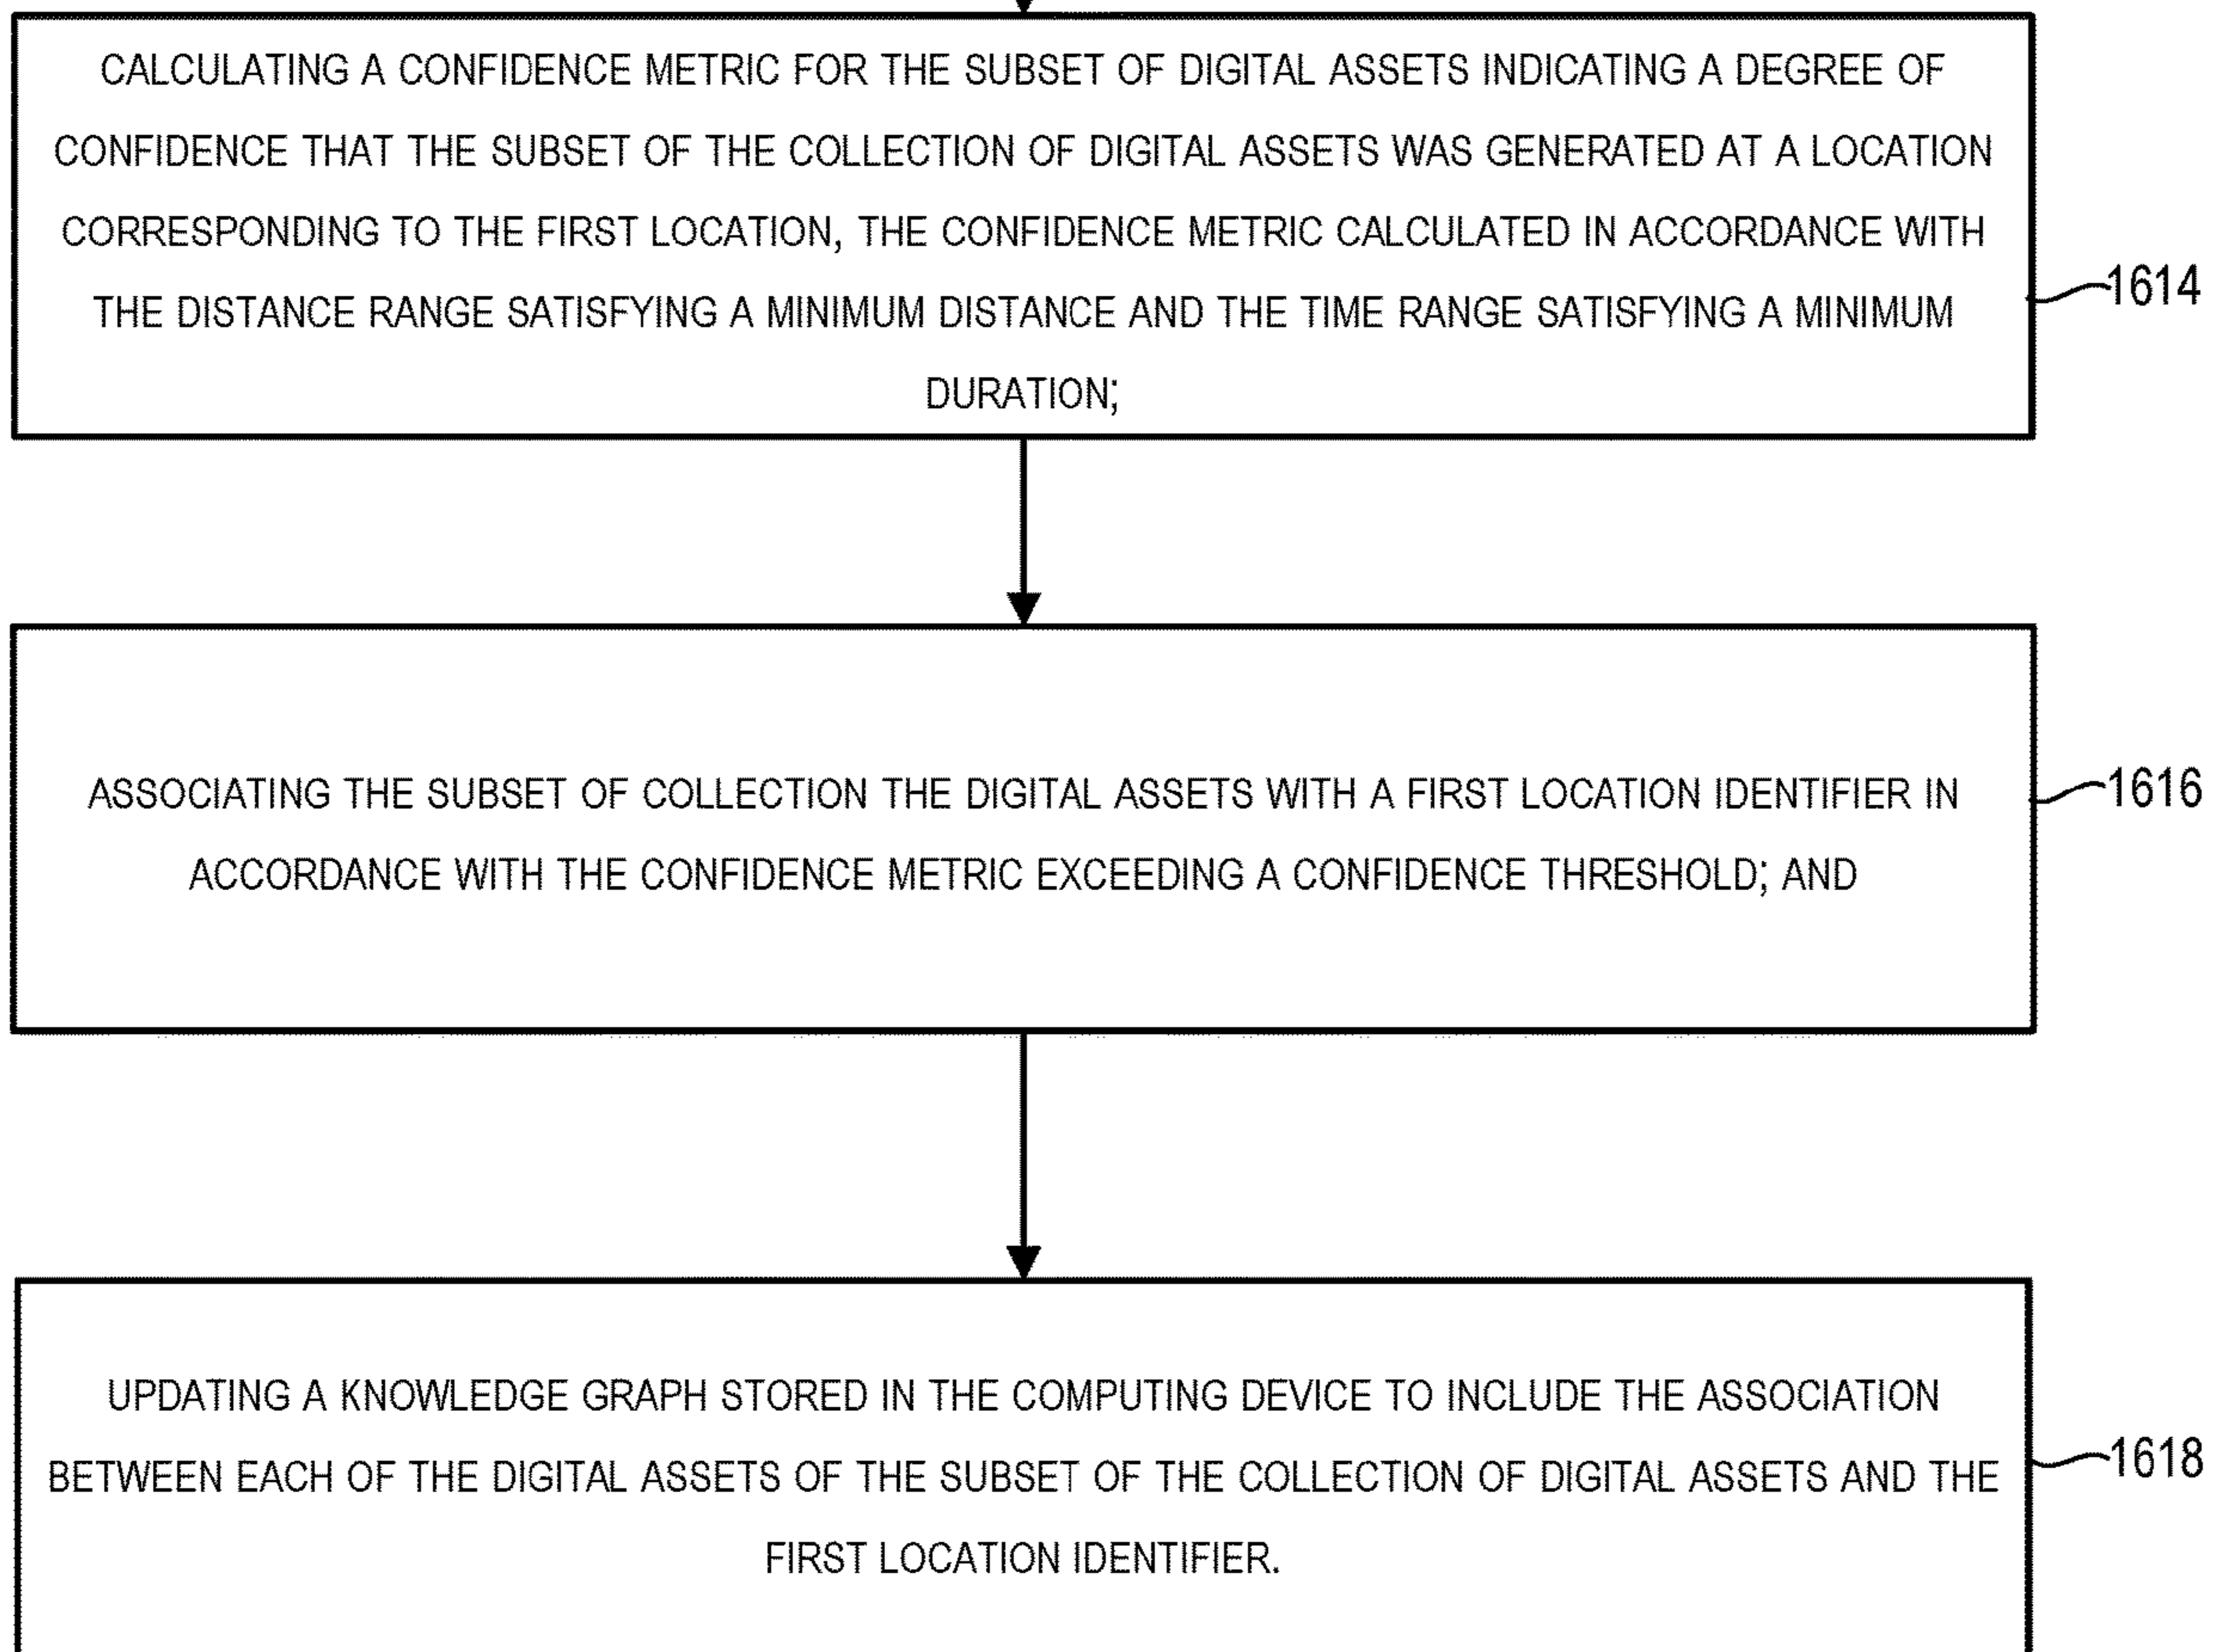 CALCULATING A CONFIDENCE METRIC FOR THE SUBSET OF DIGITAL ASSETS INDICATING A DEGREE OF
CONFIDENCE THAT THE SUBSET OF THE COLLECTION OF DIGITAL ASSETS WAS GENERATED AT A LOCATION
CORRESPONDING TO THE FIRST LOCATION, THE CONFIDENCE METRIC CALCULATED IN ACCORDANCE WITH
THE DISTANCE RANGE SATISFYING A MINIMUM DISTANCE AND THE TIME RANGE SATISFYING A MINIMUM
DURATION;
1614
ASSOCIATING THE SUBSET OF COLLECTION THE DIGITAL ASSETS WITH A FIRST LOCATION IDENTIFIER IN
ACCORDANCE WITH THE CONFIDENCE METRIC EXCEEDING A CONFIDENCE THRESHOLD; AND
1616
UPDATING A KNOWLEDGE GRAPH STORED IN THE COMPUTING DEVICE TO INCLUDE THE ASSOCIATION
BETWEEN EACH OF THE DIGITAL ASSETS OF THE SUBSET OF THE COLLECTION OF DIGITAL ASSETS AND THE
FIRST LOCATION IDENTIFIER.
1618